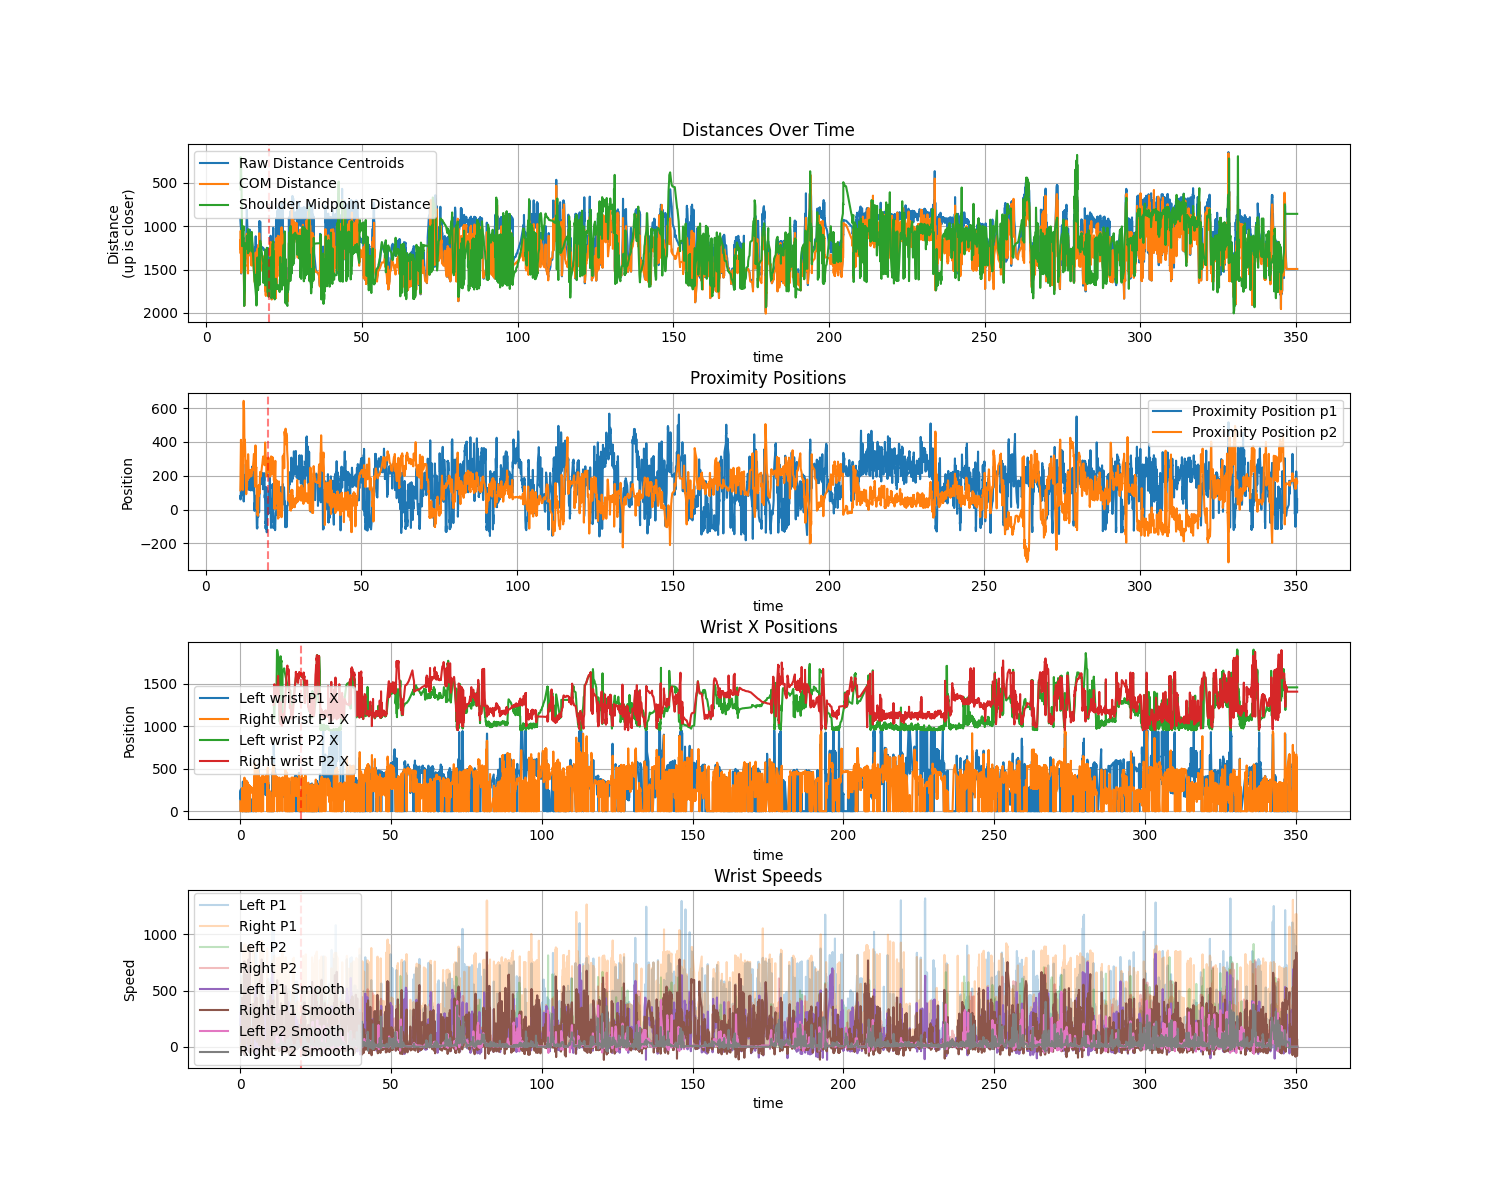 Distances Over Time
Raw Distance Centroids
COM Distance
Shoulder Midpoint Distance
Distance
(up is closer)
500
1000
1500
2000
0 50 100 150 200 250 300 350
time
Proximity Positions
Proximity Position p1
Proximity Position p2
Position
600
400
200
0
−200
0 50 100 150 200 250 300 350
time
Wrist X Positions
Left wrist P1 X
Right wrist P1 X
Left wrist P2 X
Right wrist P2 X
Position
1500
1000
500
0
0 50 100 150 200 250 300 350
time
Wrist Speeds
Left P1
Right P1
Left P2
Right P2
Left P1 Smooth
Right P1 Smooth
Left P2 Smooth
Right P2 Smooth
Speed
1000
500
0
0 50 100 150 200 250 300 350
time